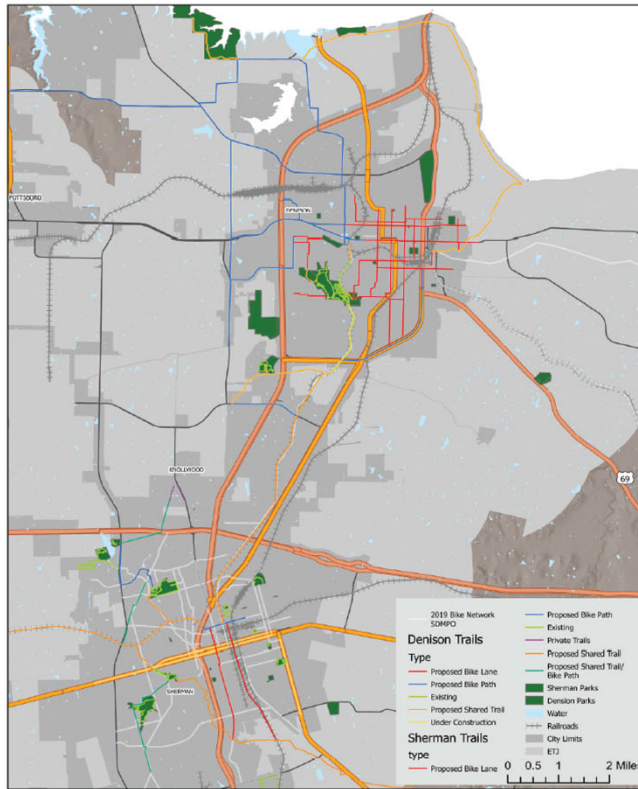 POTTSBORO
DENISON
KNOLLWOOD
69
SHERMAN
2019 Bike Network
SDMPO
Denison Trails
Type
Proposed Bike Lane
Proposed Bike Path
Existing
Proposed Shared Trail
Under Construction
Sherman Trails
type
Proposed Bike Lane
Proposed Bike Path
Existing
Private Trails
Proposed Shared Trail
Proposed Shared Trail/
Bike Path
Sherman Parks
Dension Parks
Water
Railroads
City Limits
ETJ
0 0.5 1 2 Miles